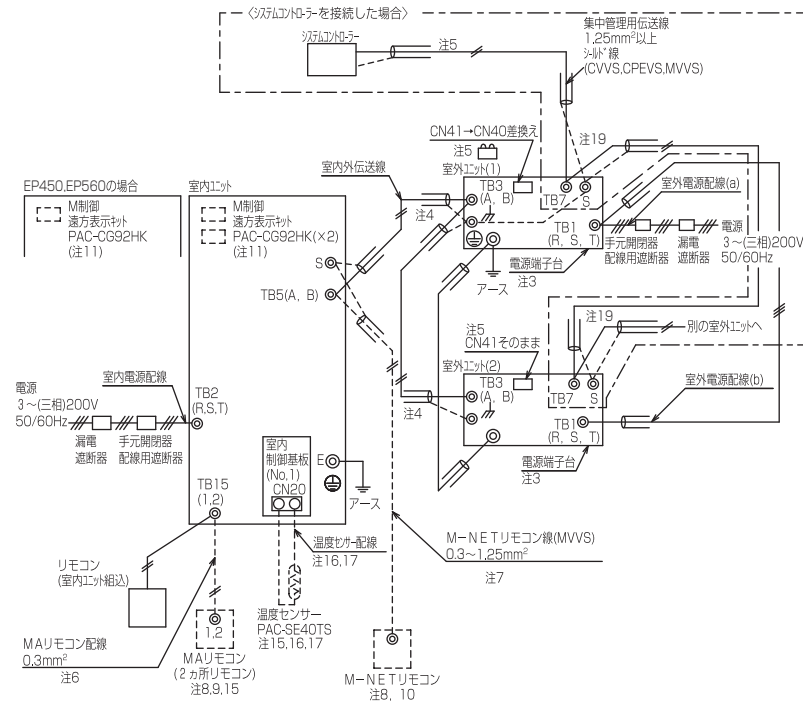 〈システムコントローラーを接続した場合〉
システムコントローラー
注5
集中管理用伝送線
1.25mm²以上
シールド線
(CVVS,CPEVS,MVVS)
CN41→CN40差換え
注5
注19
室内外伝送線
室外ユニット(1)
TB3
(A, B)
TB7
S
室外電源配線(a)
注4
TB1
(R, S, T)
電源
3～(三相)200V
50/60Hz
手元開閉器
配線用遮断器
漏電
遮断器
電源端子台
注3
アース
EP450,EP560の場合
M制御
遠方表示キット
PAC-CG92HK
(注11)
室内ユニット
M制御
遠方表示キット
PAC-CG92HK(×2)
(注11)
S
TB5(A, B)
注19
別の室外ユニットへ
注5
CN41そのまま
室外ユニット(2)
TB3
(A, B)
TB7
S
室外電源配線(b)
注4
TB1
(R, S, T)
電源端子台
注3
電源
3～(三相)200V
50/60Hz
室内電源配線
TB2
(R,S,T)
漏電
遮断器
手元開閉器
配線用遮断器
室内
制御基板
(No,1)
CN20
E
アース
TB15
(1,2)
温度センサー配線
注16,17
M-NETリモコン線(MVVS)
0.3～1.25mm²
注7
リモコン
(室内ユニット組込)
温度センサー
PAC-SE40TS
注15,16,17
1,2
MAリモコン配線
0.3mm²
注6
MAリモコン
(2ヵ所リモコン)
注8,9,15
M-NETリモコン
注8, 10